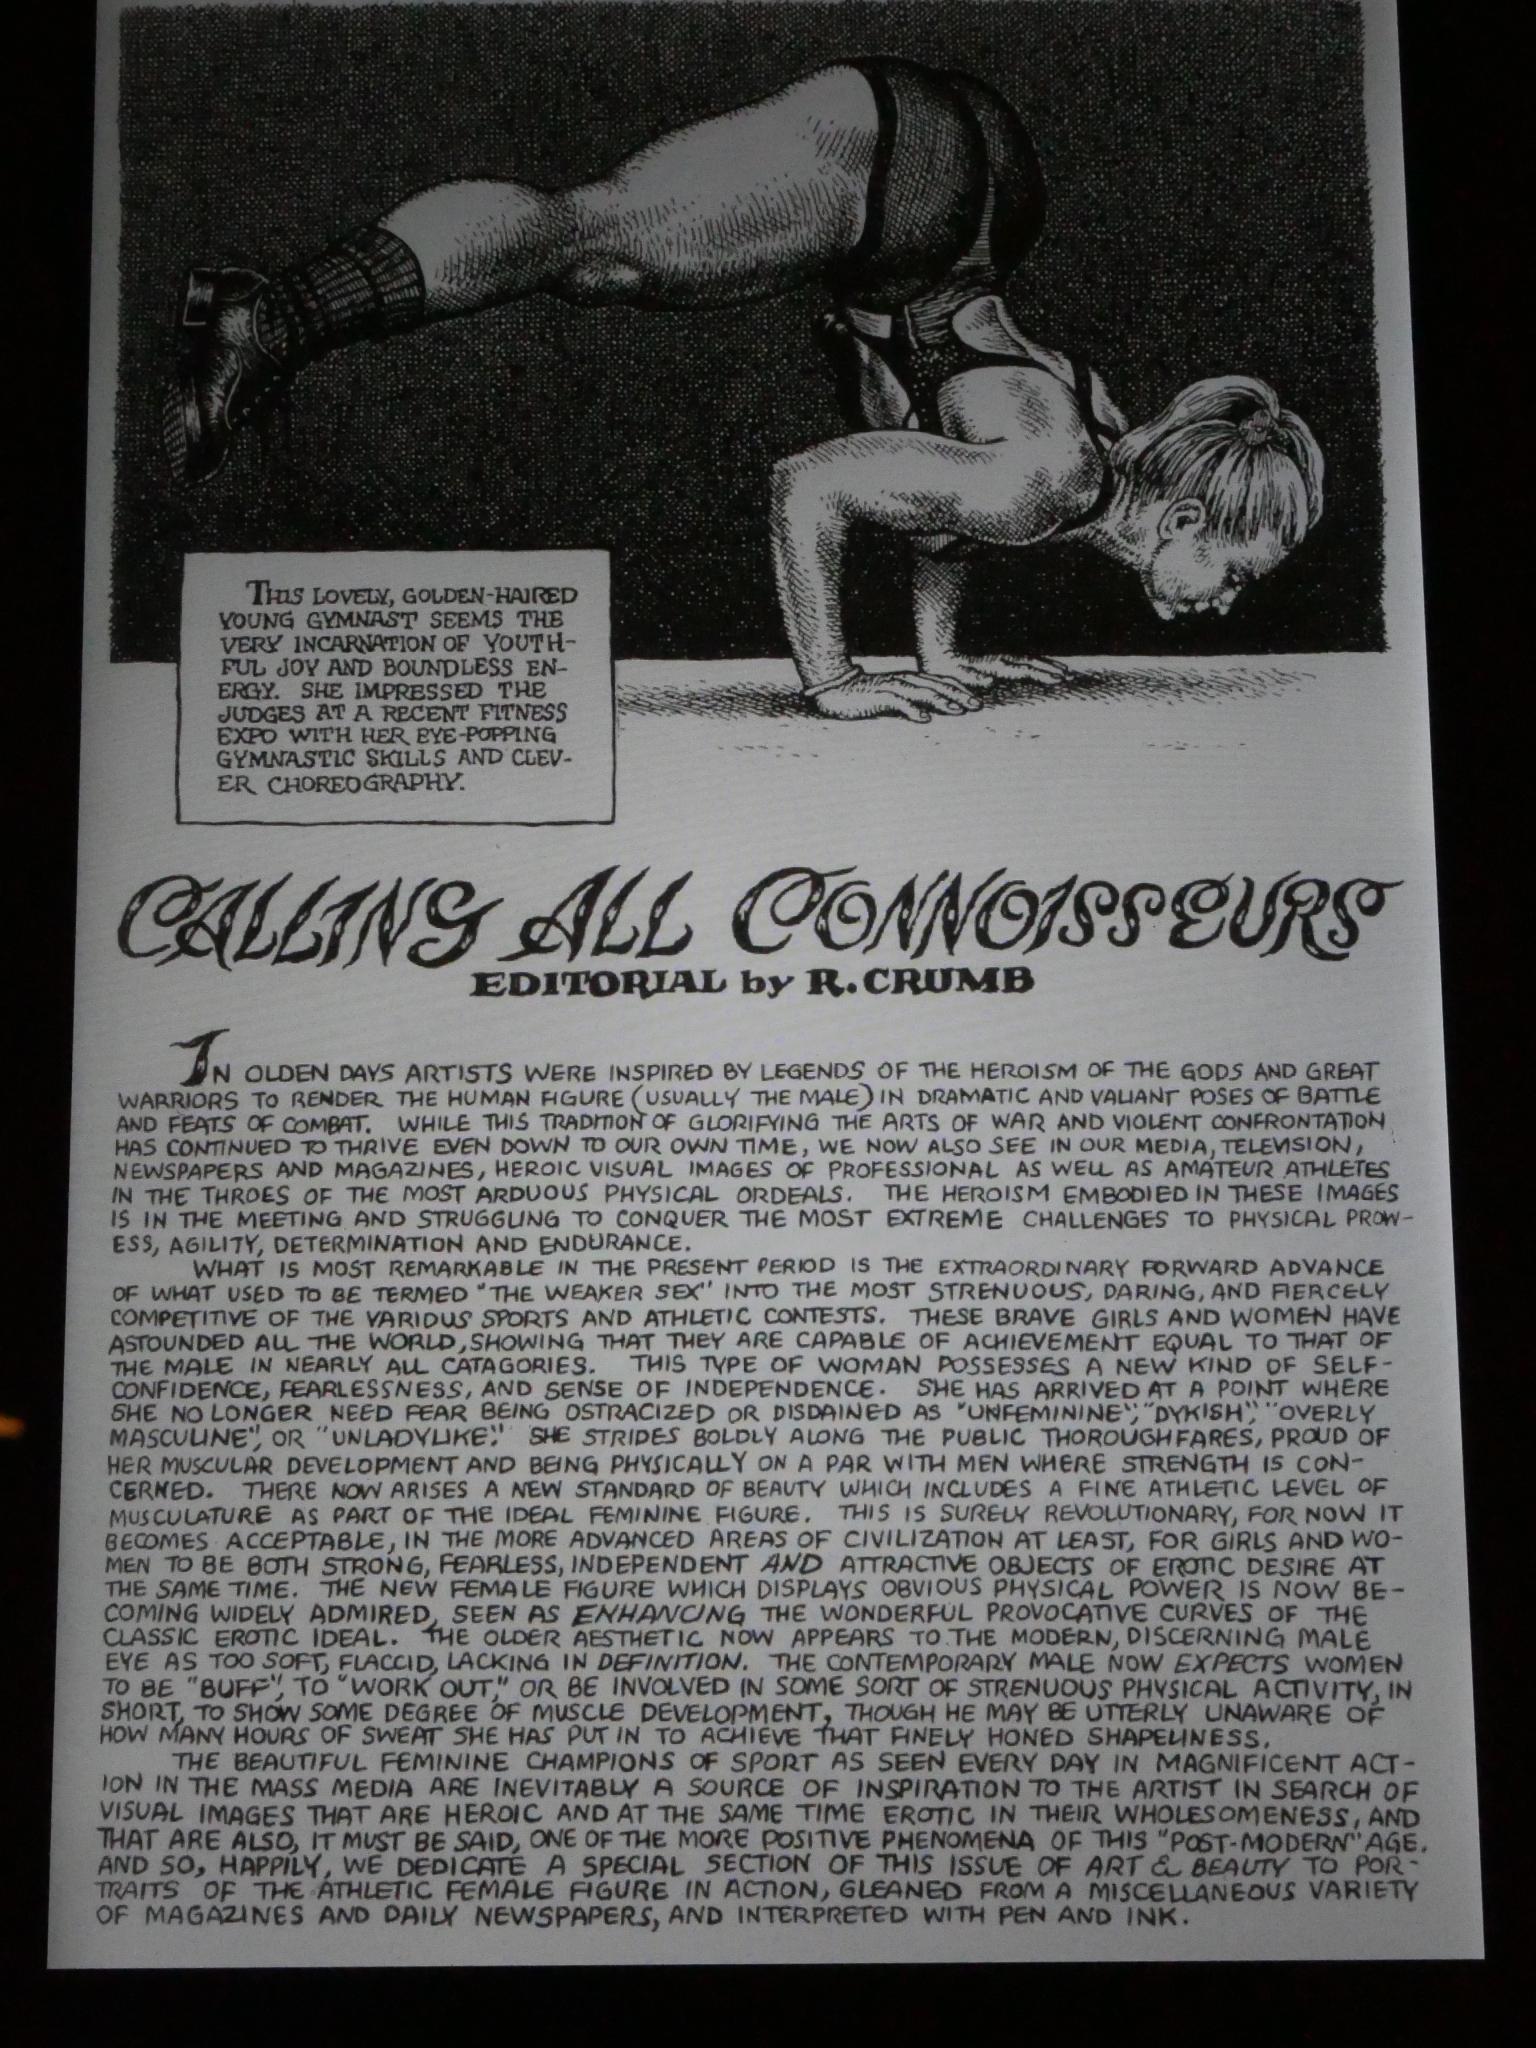 THIS LOVELY, GOLDEN-HAIRED
YOUNG GYMNAST SEEMS THE
VERY INCARNATION OF YOUTH-
FUL JOY AND BOUNDLESS EN-
ERGY. SHE IMPRESSED THE
JUDGES AT A RECENT FITNESS
EXPO WITH HER EYE-POPPING
GYMNASTIC SKILLS AND CLEV-
ER CHOREOGRAPHY.
CALLING ALL CONNOISSEURS
EDITORIAL by R. CRUMB
IN OLDEN DAYS ARTISTS WERE INSPIRED BY LEGENDS OF THE HEROISM OF THE GODS AND GREAT
WARRIORS TO RENDER THE HUMAN FIGURE (USUALLY THE MALE) IN DRAMATIC AND VALIANT POSES OF BATTLE
AND FEATS OF COMBAT. WHILE THIS TRADITION OF GLORIFYING THE ARTS OF WAR AND VIOLENT CONFRONTATION
HAS CONTINUED TO THRIVE EVEN DOWN TO OUR OWN TIME, WE NOW ALSO SEE IN OUR MEDIA, TELEVISION,
NEWSPAPERS AND MAGAZINES, HEROIC VISUAL IMAGES OF PROFESSIONAL AS WELL AS AMATEUR ATHLETES
IN THE THROES OF THE MOST ARDUOUS PHYSICAL ORDEALS. THE HEROISM EMBODIED IN THESE IMAGES
IS IN THE MEETING AND STRUGGLING TO CONQUER THE MOST EXTREME CHALLENGES TO PHYSICAL PROW-
ESS, AGILITY, DETERMINATION AND ENDURANCE.
WHAT IS MOST REMARKABLE IN THE PRESENT PERIOD IS THE EXTRAORDINARY FORWARD ADVANCE
OF WHAT USED TO BE TERMED "THE WEAKER SEX" INTO THE MOST STRENUOUS, DARING, AND FIERCELY
COMPETITIVE OF THE VARIOUS SPORTS AND ATHLETIC CONTESTS. THESE BRAVE GIRLS AND WOMEN HAVE
ASTOUNDED ALL THE WORLD, SHOWING THAT THEY ARE CAPABLE OF ACHIEVEMENT EQUAL TO THAT OF
THE MALE IN NEARLY ALL CATAGORIES. THIS TYPE OF WOMAN POSSESSES A NEW KIND OF SELF-
CONFIDENCE, FEARLESSNESS, AND SENSE OF INDEPENDENCE. SHE HAS ARRIVED AT A POINT WHERE
SHE NO LONGER NEED FEAR BEING OSTRACIZED OR DISDAINED AS "UNFEMININE", "DYKISH", "OVERLY
MASCULINE", OR "UNLADYLIKE." SHE STRIDES BOLDLY ALONG THE PUBLIC THOROUGHFARES, PROUD OF
HER MUSCULAR DEVELOPMENT AND BEING PHYSICALLY ON A PAR WITH MEN WHERE STRENGTH IS CON-
CERNED. THERE NOW ARISES A NEW STANDARD OF BEAUTY WHICH INCLUDES A FINE ATHLETIC LEVEL OF
MUSCULATURE AS PART OF THE IDEAL FEMININE FIGURE. THIS IS SURELY REVOLUTIONARY, FOR NOW IT
BECOMES ACCEPTABLE, IN THE MORE ADVANCED AREAS OF CIVILIZATION AT LEAST, FOR GIRLS AND WO-
MEN TO BE BOTH STRONG, FEARLESS, INDEPENDENT AND ATTRACTIVE OBJECTS OF EROTIC DESIRE AT
THE SAME TIME. THE NEW FEMALE FIGURE WHICH DISPLAYS OBVIOUS PHYSICAL POWER IS NOW BE-
COMING WIDELY ADMIRED, SEEN AS ENHANCING THE WONDERFUL PROVOCATIVE CURVES OF THE
CLASSIC EROTIC IDEAL. THE OLDER AESTHETIC NOW APPEARS TO THE MODERN, DISCERNING MALE
EYE AS TOO SOFT, FLACCID, LACKING IN DEFINITION. THE CONTEMPORARY MALE NOW EXPECTS WOMEN
TO BE "BUFF", TO "WORK OUT," OR BE INVOLVED IN SOME SORT OF STRENUOUS PHYSICAL ACTIVITY, IN
SHORT, TO SHOW SOME DEGREE OF MUSCLE DEVELOPMENT, THOUGH HE MAY BE UTTERLY UNAWARE OF
HOW MANY HOURS OF SWEAT SHE HAS PUT IN TO ACHIEVE THAT FINELY HONED SHAPELINESS.
THE BEAUTIFUL FEMININE CHAMPIONS OF SPORT AS SEEN EVERY DAY IN MAGNIFICENT ACT-
ION IN THE MASS MEDIA ARE INEVITABLY A SOURCE OF INSPIRATION TO THE ARTIST IN SEARCH OF
VISUAL IMAGES THAT ARE HEROIC AND AT THE SAME TIME EROTIC IN THEIR WHOLESOMENESS, AND
THAT ARE ALSO, IT MUST BE SAID, ONE OF THE MORE POSITIVE PHENOMENA OF THIS "POST-MODERN" AGE.
AND SO, HAPPILY, WE DEDICATE A SPECIAL SECTION OF THIS ISSUE OF ART & BEAUTY TO POR-
TRAITS OF THE ATHLETIC FEMALE FIGURE IN ACTION, GLEANED FROM A MISCELLANEOUS VARIETY
OF MAGAZINES AND DAILY NEWSPAPERS, AND INTERPRETED WITH PEN AND INK.